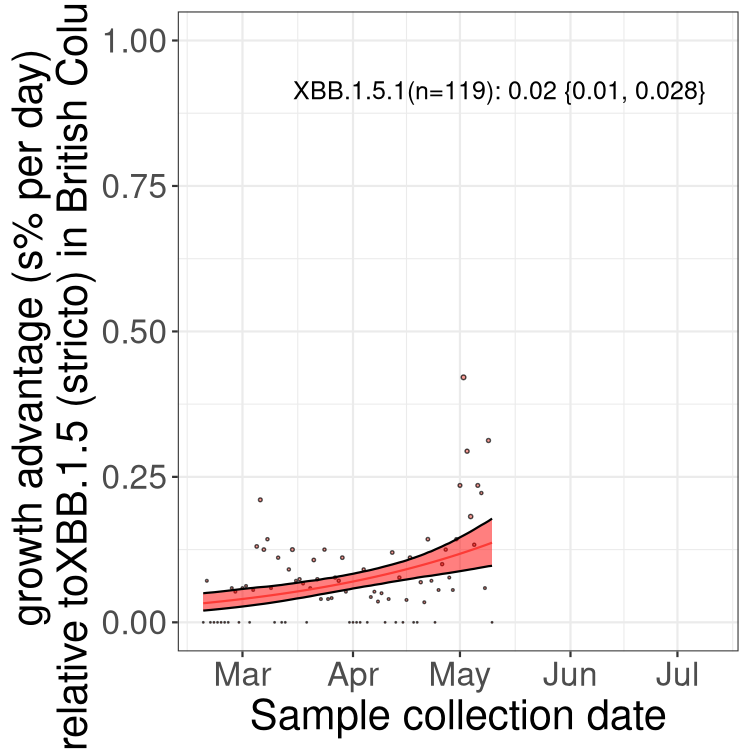 growth advantage (s% per day)
relative toXBB.1.5 (stricto) in British Colu
1.00
0.75
0.50
0.25
0.00
XBB.1.5.1(n=119): 0.02 {0.01, 0.028}
Mar Apr May Jun Jul
Sample collection date